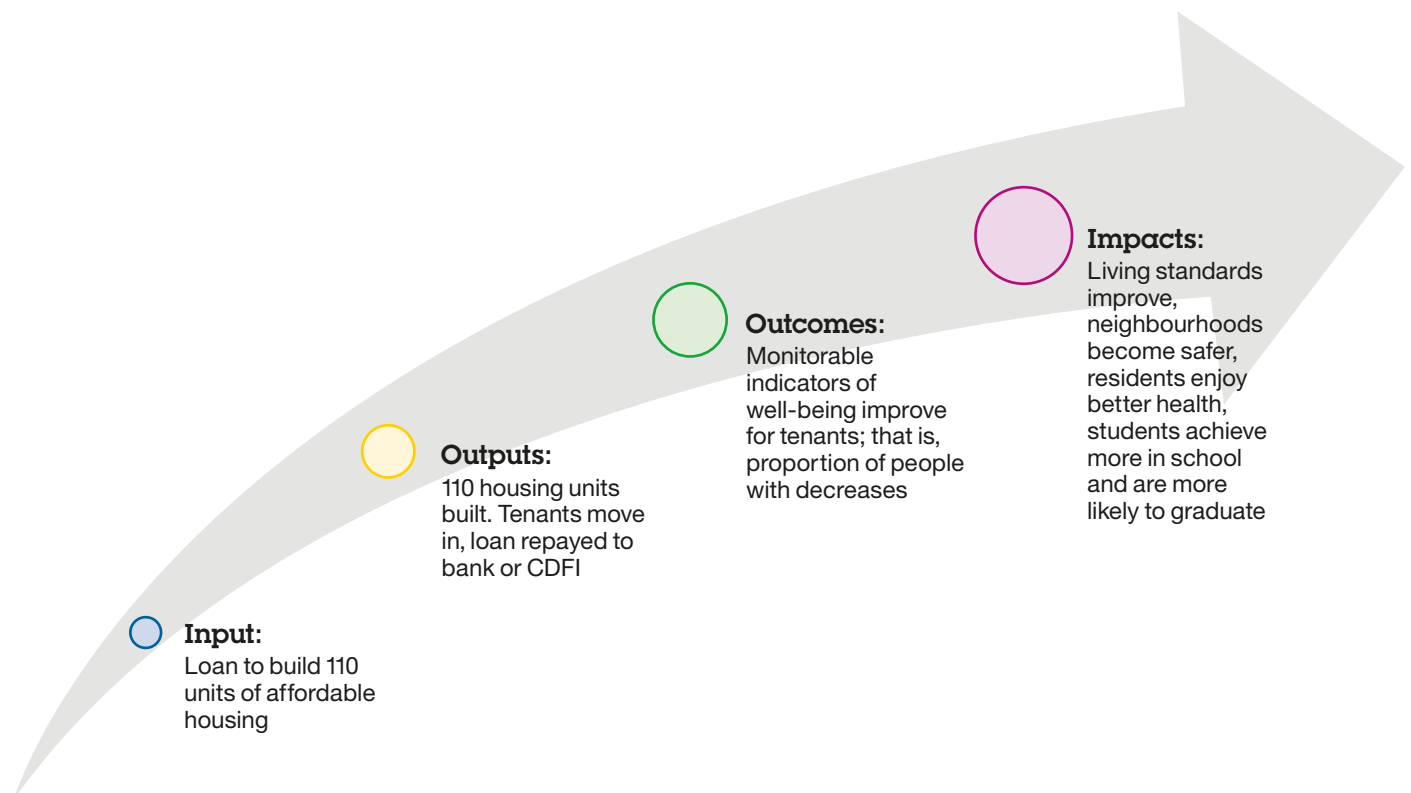 Input:
Loan to build 110
units of affordable
housing
Outputs:
110 housing units
built. Tenants move
in, loan repayed to
bank or CDFI
Outcomes:
Monitorable
indicators of
well-being improve
for tenants; that is,
proportion of people
with decreases
Impacts:
Living standards
improve,
neighbourhoods
become safer,
residents enjoy
better health,
students achieve
more in school
and are more
likely to graduate